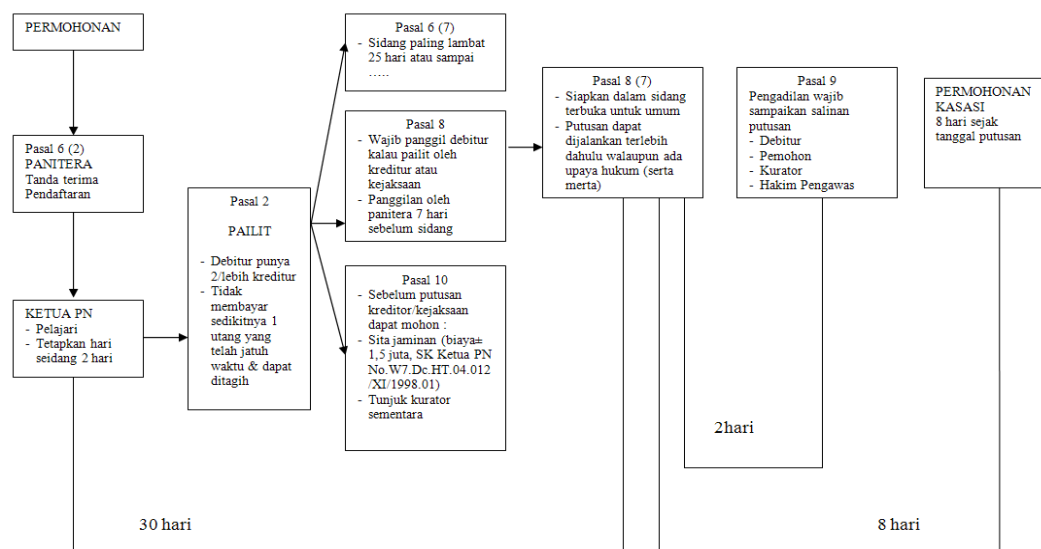 PERMOHONAN
Pasal 6 (2)
PANITERA
Tanda terima
Pendaftaran
KETUA PN
- Pelajari
- Tetapkan hari
seidang 2 hari
Pasal 2
PAILIT
- Debitur punya
2/lebih kreditur
- Tidak
membayar
sedikitnya 1
utang yang
telah jatuh
waktu & dapat
ditagih
Pasal 6 (7)
- Sidang paling lambat
25 hari atau sampai
.....
Pasal 8
- Wajib panggil debitur
kalau pailit oleh
kreditur atau
kejaksaan
- Panggilan oleh
panitera 7 hari
sebelum sidang
Pasal 10
- Sebelum putusan
kreditor/kejaksaan
dapat mohon :
- Sita jaminan (biaya±
1,5 juta, SK Ketua PN
No.W7.Dc.HT.04.012
/XI/1998.01)
- Tunjuk kurator
sementara
Pasal 8 (7)
- Siapkan dalam sidang
terbuka untuk umum
- Putusan dapat
dijalankan terlebih
dahulu walaupun ada
upaya hukum (serta
merta)
Pasal 9
Pengadilan wajib
sampaikan salinan
putusan
- Debitur
- Pemohon
- Kurator
- Hakim Pengawas
PERMOHONAN
KASASI
8 hari sejak
tanggal putusan
2hari
30 hari
8 hari